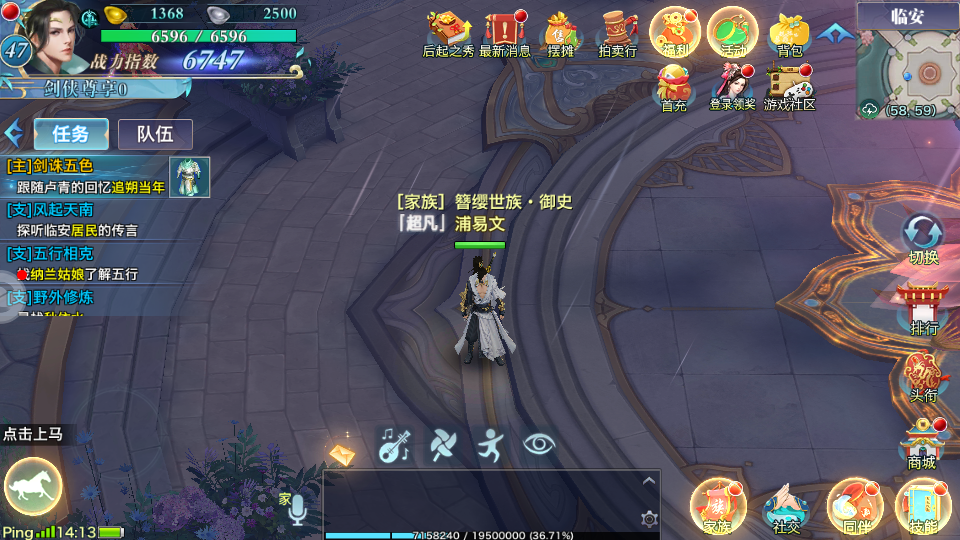 1368
2500
6596 / 6596
47
战力指数 6747
剑侠尊享0
后起之秀
最新消息
摆摊
拍卖行
福利
活动
背包
临安
首充
登录领奖
游戏社区
(58, 59)
任务
队伍
[主]剑诛五色
跟随卢青的回忆追朔当年
[支]风起天南
探听临安居民的传言
[支]五行相克
找纳兰姑娘了解五行
[支]野外修炼
[家族] 簪缨世族·御史
「超凡」浦易文
切换
排行
头衔
商城
点击上马
家
家族
社交
同伴
技能
Ping
14:13
7158240 / 19500000 (36.71%)